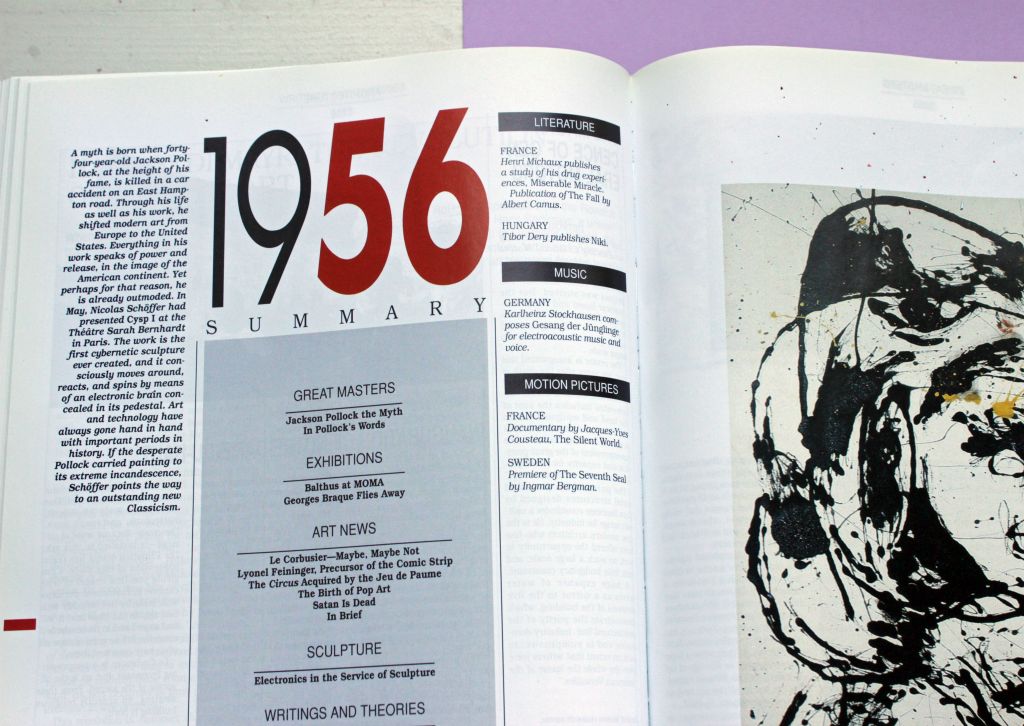 A myth is born when forty-
four-year-old Jackson Pol-
lock, at the height of his
fame, is killed in a car
accident on an East Hamp-
ton road. Through his life
as well as his work, he
shifted modern art from
Europe to the United
States. Everything in his
work speaks of power and
release, in the image of the
American continent. Yet
perhaps for that reason, he
is already outmoded. In
May, Nicolas Schöffer had
presented Cysp I at the
Théâtre Sarah Bernhardt
in Paris. The work is the
first cybernetic sculpture
ever created, and it con-
sciously moves around,
reacts, and spins by means
of an electronic brain con-
cealed in its pedestal. Art
and technology have
always gone hand in hand
with important periods in
history. If the desperate
Pollock carried painting to
its extreme incandescence,
Schöffer points the way
to an outstanding new
Classicism.
1956
SUMMARY
GREAT MASTERS
Jackson Pollock the Myth
In Pollock's Words
EXHIBITIONS
Balthus at MOMA
Georges Braque Flies Away
ART NEWS
Le Corbusier—Maybe, Maybe Not
Lyonel Feininger, Precursor of the Comic Strip
The Circus Acquired by the Jeu de Paume
The Birth of Pop Art
Satan Is Dead
In Brief
SCULPTURE
Electronics in the Service of Sculpture
WRITINGS AND THEORIES
LITERATURE
FRANCE
Henri Michaux publishes
a study of his drug experi-
ences, Miserable Miracle.
Publication of The Fall by
Albert Camus.
HUNGARY
Tibor Dery publishes Niki.
MUSIC
GERMANY
Karlheinz Stockhausen com-
poses Gesang der Jünglinge
for electroacoustic music and
voice.
MOTION PICTURES
FRANCE
Documentary by Jacques-Yves
Cousteau, The Silent World.
SWEDEN
Premiere of The Seventh Seal
by Ingmar Bergman.